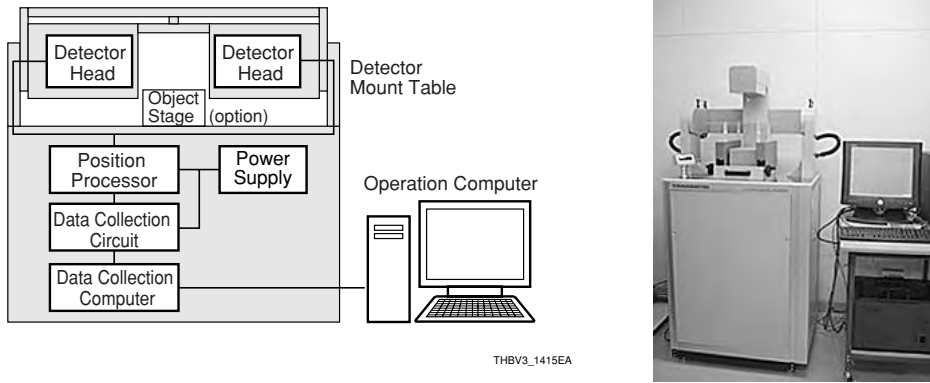 Detector
Head
Detector
Head
Detector
Mount Table
Object
Stage
(option)
Position
Processor
Power
Supply
Operation Computer
Data Collection
Circuit
Data Collection
Computer
THBV3_1415EA